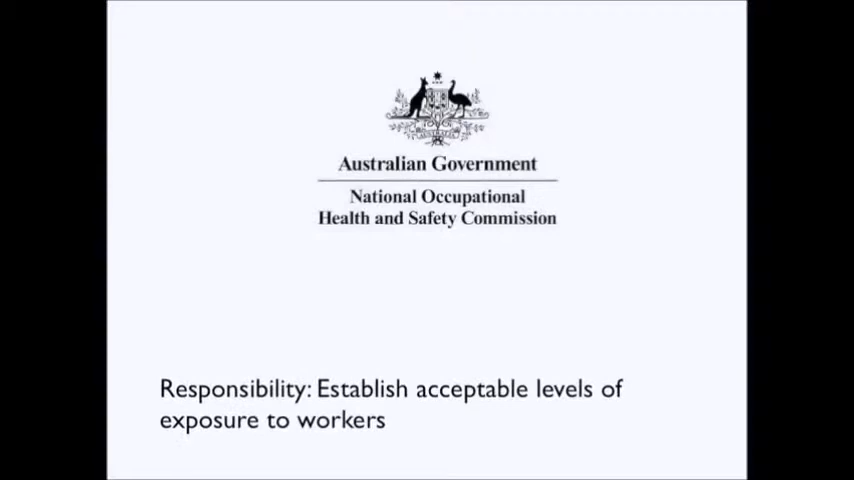 Australian Government
National Occupational
Health and Safety Commission
Responsibility: Establish acceptable levels of
exposure to workers